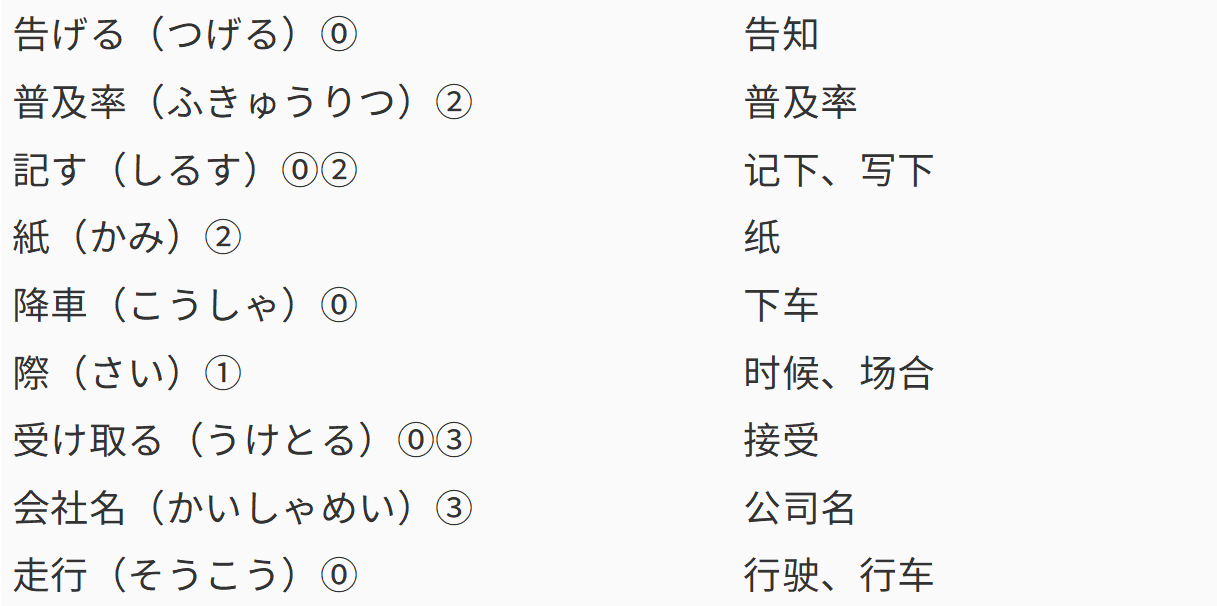 告げる（つげる）⓪ 告知
普及率（ふきゅうりつ）② 普及率
記す（しるす）⓪② 记下、写下
紙（かみ）② 纸
降車（こうしゃ）⓪ 下车
際（さい）① 时候、场合
受け取る（うけとる）⓪③ 接受
会社名（かいしゃめい）③ 公司名
走行（そうこう）⓪ 行驶、行车